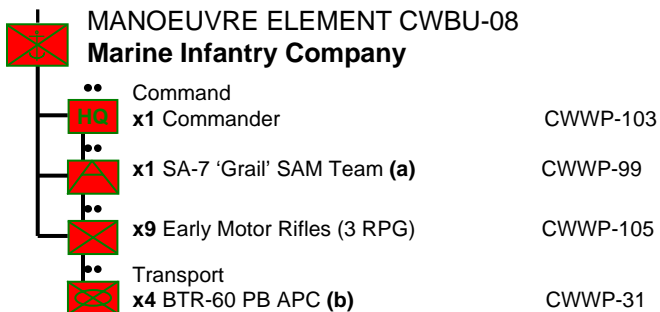 MANOEUVRE ELEMENT CWBU-08
Marine Infantry Company
Command
HQ x1 Commander CWWP-103
x1 SA-7 ‘Grail’ SAM Team (a) CWWP-99
x9 Early Motor Rifles (3 RPG) CWWP-105
Transport
x4 BTR-60 PB APC (b) CWWP-31